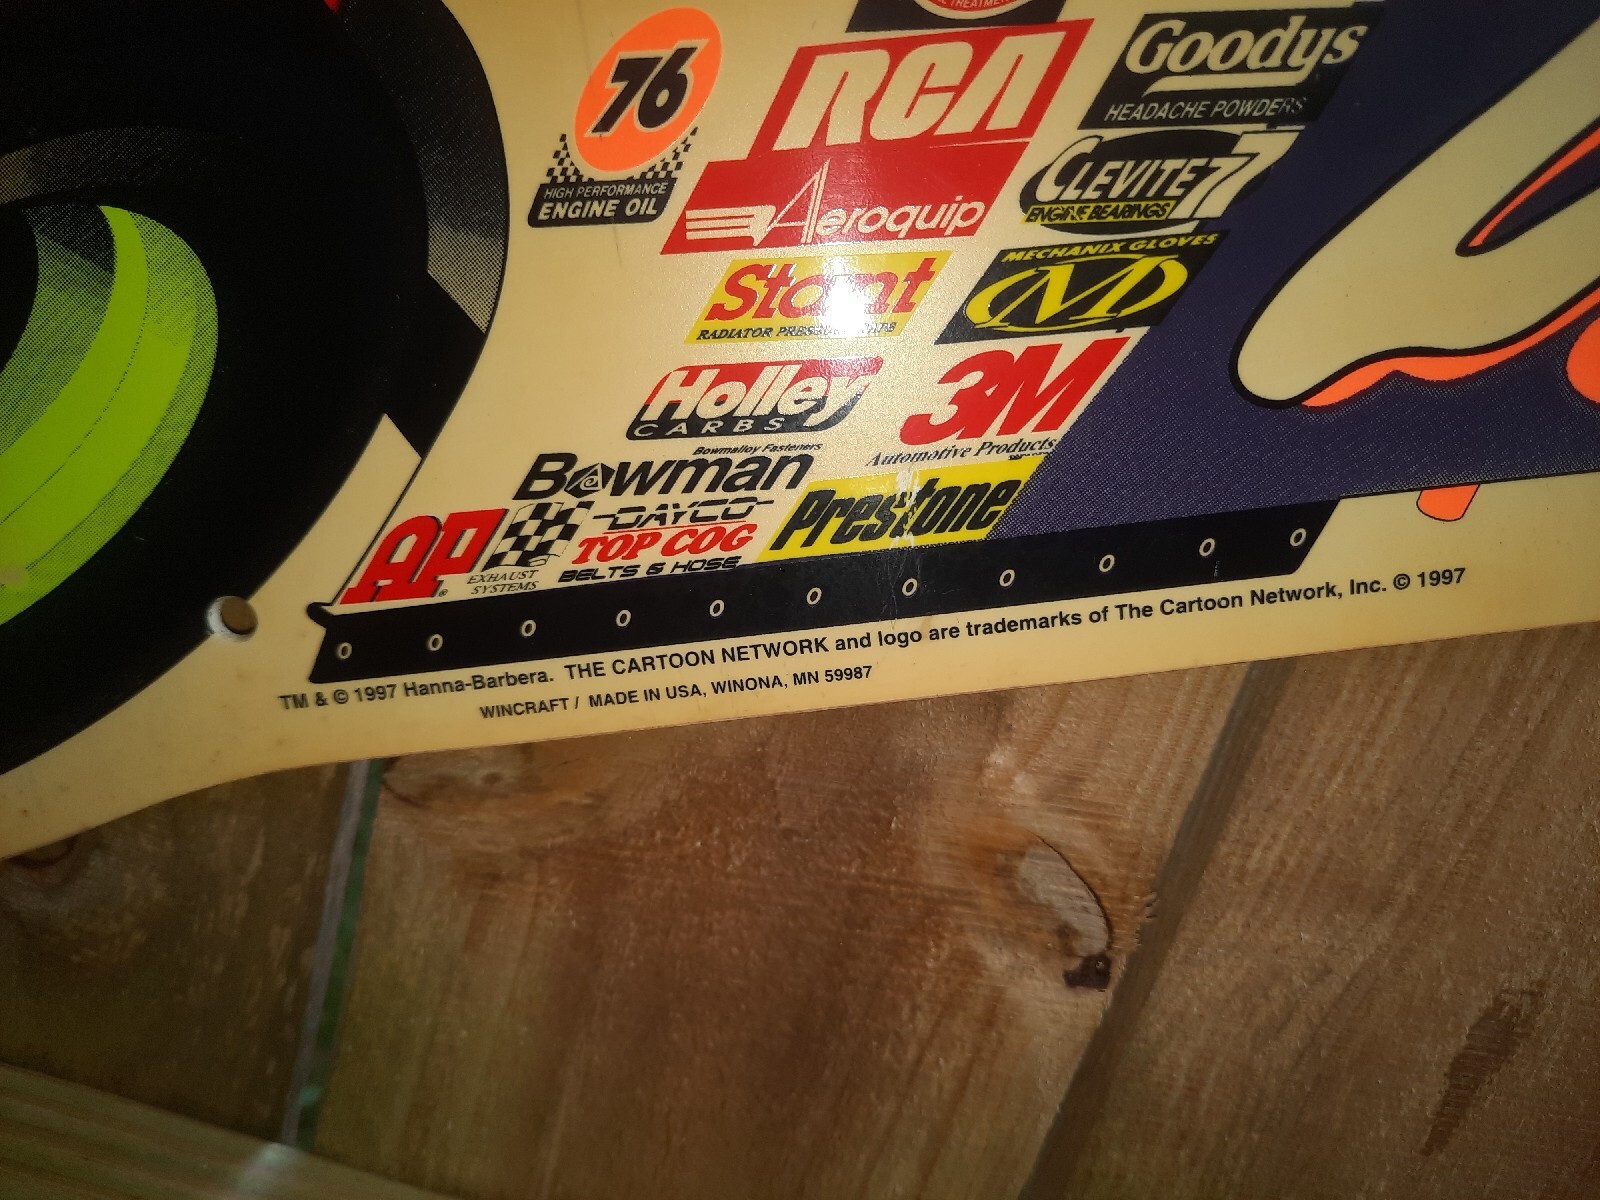 TREATMENT
76
HIGH PERFORMANCE
ENGINE OIL
RCA
Aeroquip
Goodys
HEADACHE POWDERS
CLEVITE 77
ENGINE BEARINGS
Stant
RADIATOR
MECHANIX GLOVES
M
Holley
CARBS
3M
Automotive Products
Bowmalloy Fasteners
Bowman
AP®
EXHAUST
SYSTEMS
DAYCO
TOP COG
BELTS & HOSE
Prestone
TM & © 1997 Hanna-Barbera. THE CARTOON NETWORK and logo are trademarks of The Cartoon Network, Inc. © 1997
WINCRAFT / MADE IN USA, WINONA, MN 59987